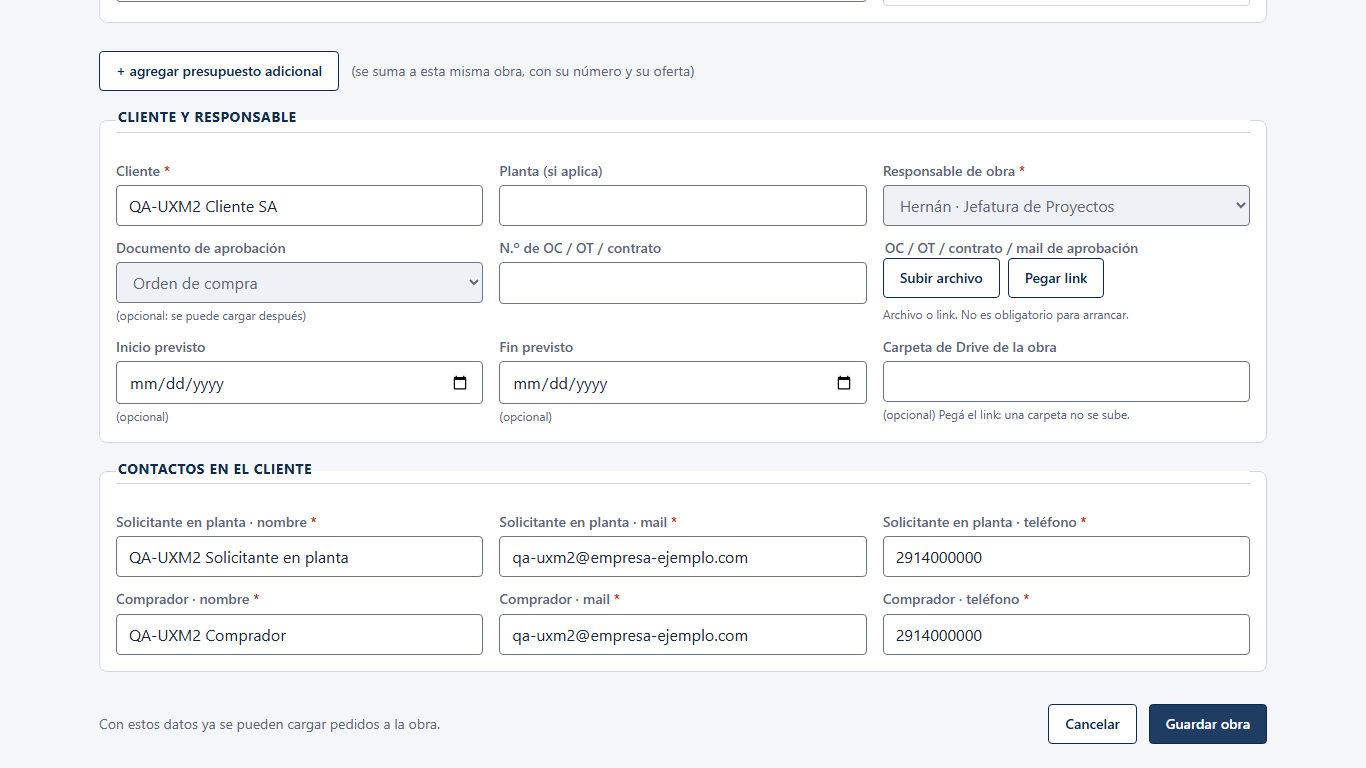 + agregar presupuesto adicional (se suma a esta misma obra, con su número y su oferta)
CLIENTE Y RESPONSABLE
Cliente * Planta (si aplica) Responsable de obra *
QA-UXM2 Cliente SA Hernán · Jefatura de Proyectos
Documento de aprobación N.º de OC / OT / contrato OC / OT / contrato / mail de aprobación
Orden de compra Subir archivo Pegar link
(opcional: se puede cargar después) Archivo o link. No es obligatorio para arrancar.
Inicio previsto Fin previsto Carpeta de Drive de la obra
mm/dd/yyyy mm/dd/yyyy
(opcional) (opcional) (opcional) Pegá el link: una carpeta no se sube.
CONTACTOS EN EL CLIENTE
Solicitante en planta · nombre * Solicitante en planta · mail * Solicitante en planta · teléfono *
QA-UXM2 Solicitante en planta qa-uxm2@empresa-ejemplo.com 2914000000
Comprador · nombre * Comprador · mail * Comprador · teléfono *
QA-UXM2 Comprador qa-uxm2@empresa-ejemplo.com 2914000000
Con estos datos ya se pueden cargar pedidos a la obra. Cancelar Guardar obra